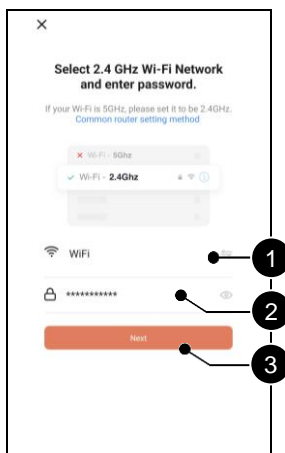 Select 2.4 GHz Wi-Fi Network
and enter password.
If your Wi-Fi is 5GHz, please set it to be 2.4GHz.
Common router setting method
Wi-Fi - 5Ghz
Wi-Fi - 2.4Ghz
WiFi
1
***********
2
Next
3